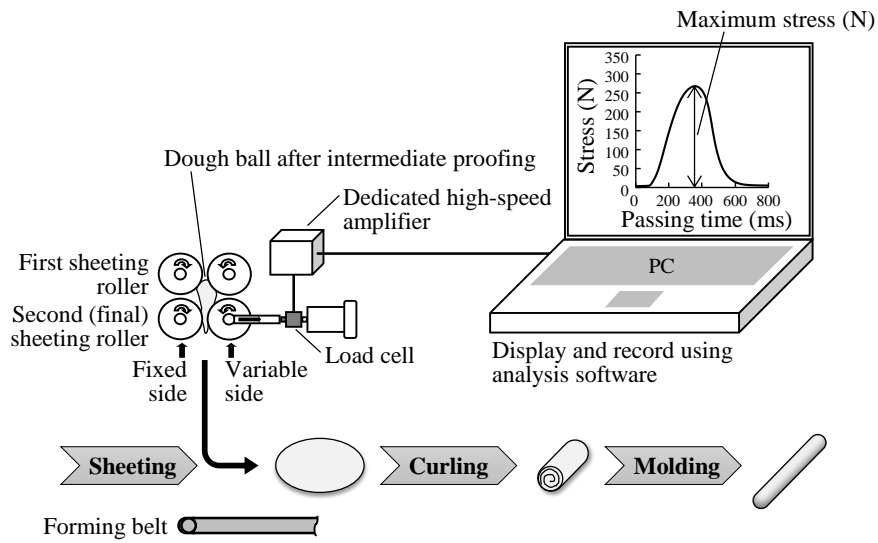 Maximum stress (N)
350
300
250
200
150
100
50
0
Stress (N)
0 200 400 600 800
Passing time (ms)
Dough ball after intermediate proofing
Dedicated high-speed
amplifier
PC
First sheeting
roller
Second (final)
sheeting roller
Load cell
Display and record using
analysis software
Fixed
side
Variable
side
Sheeting
Curling
Molding
Forming belt